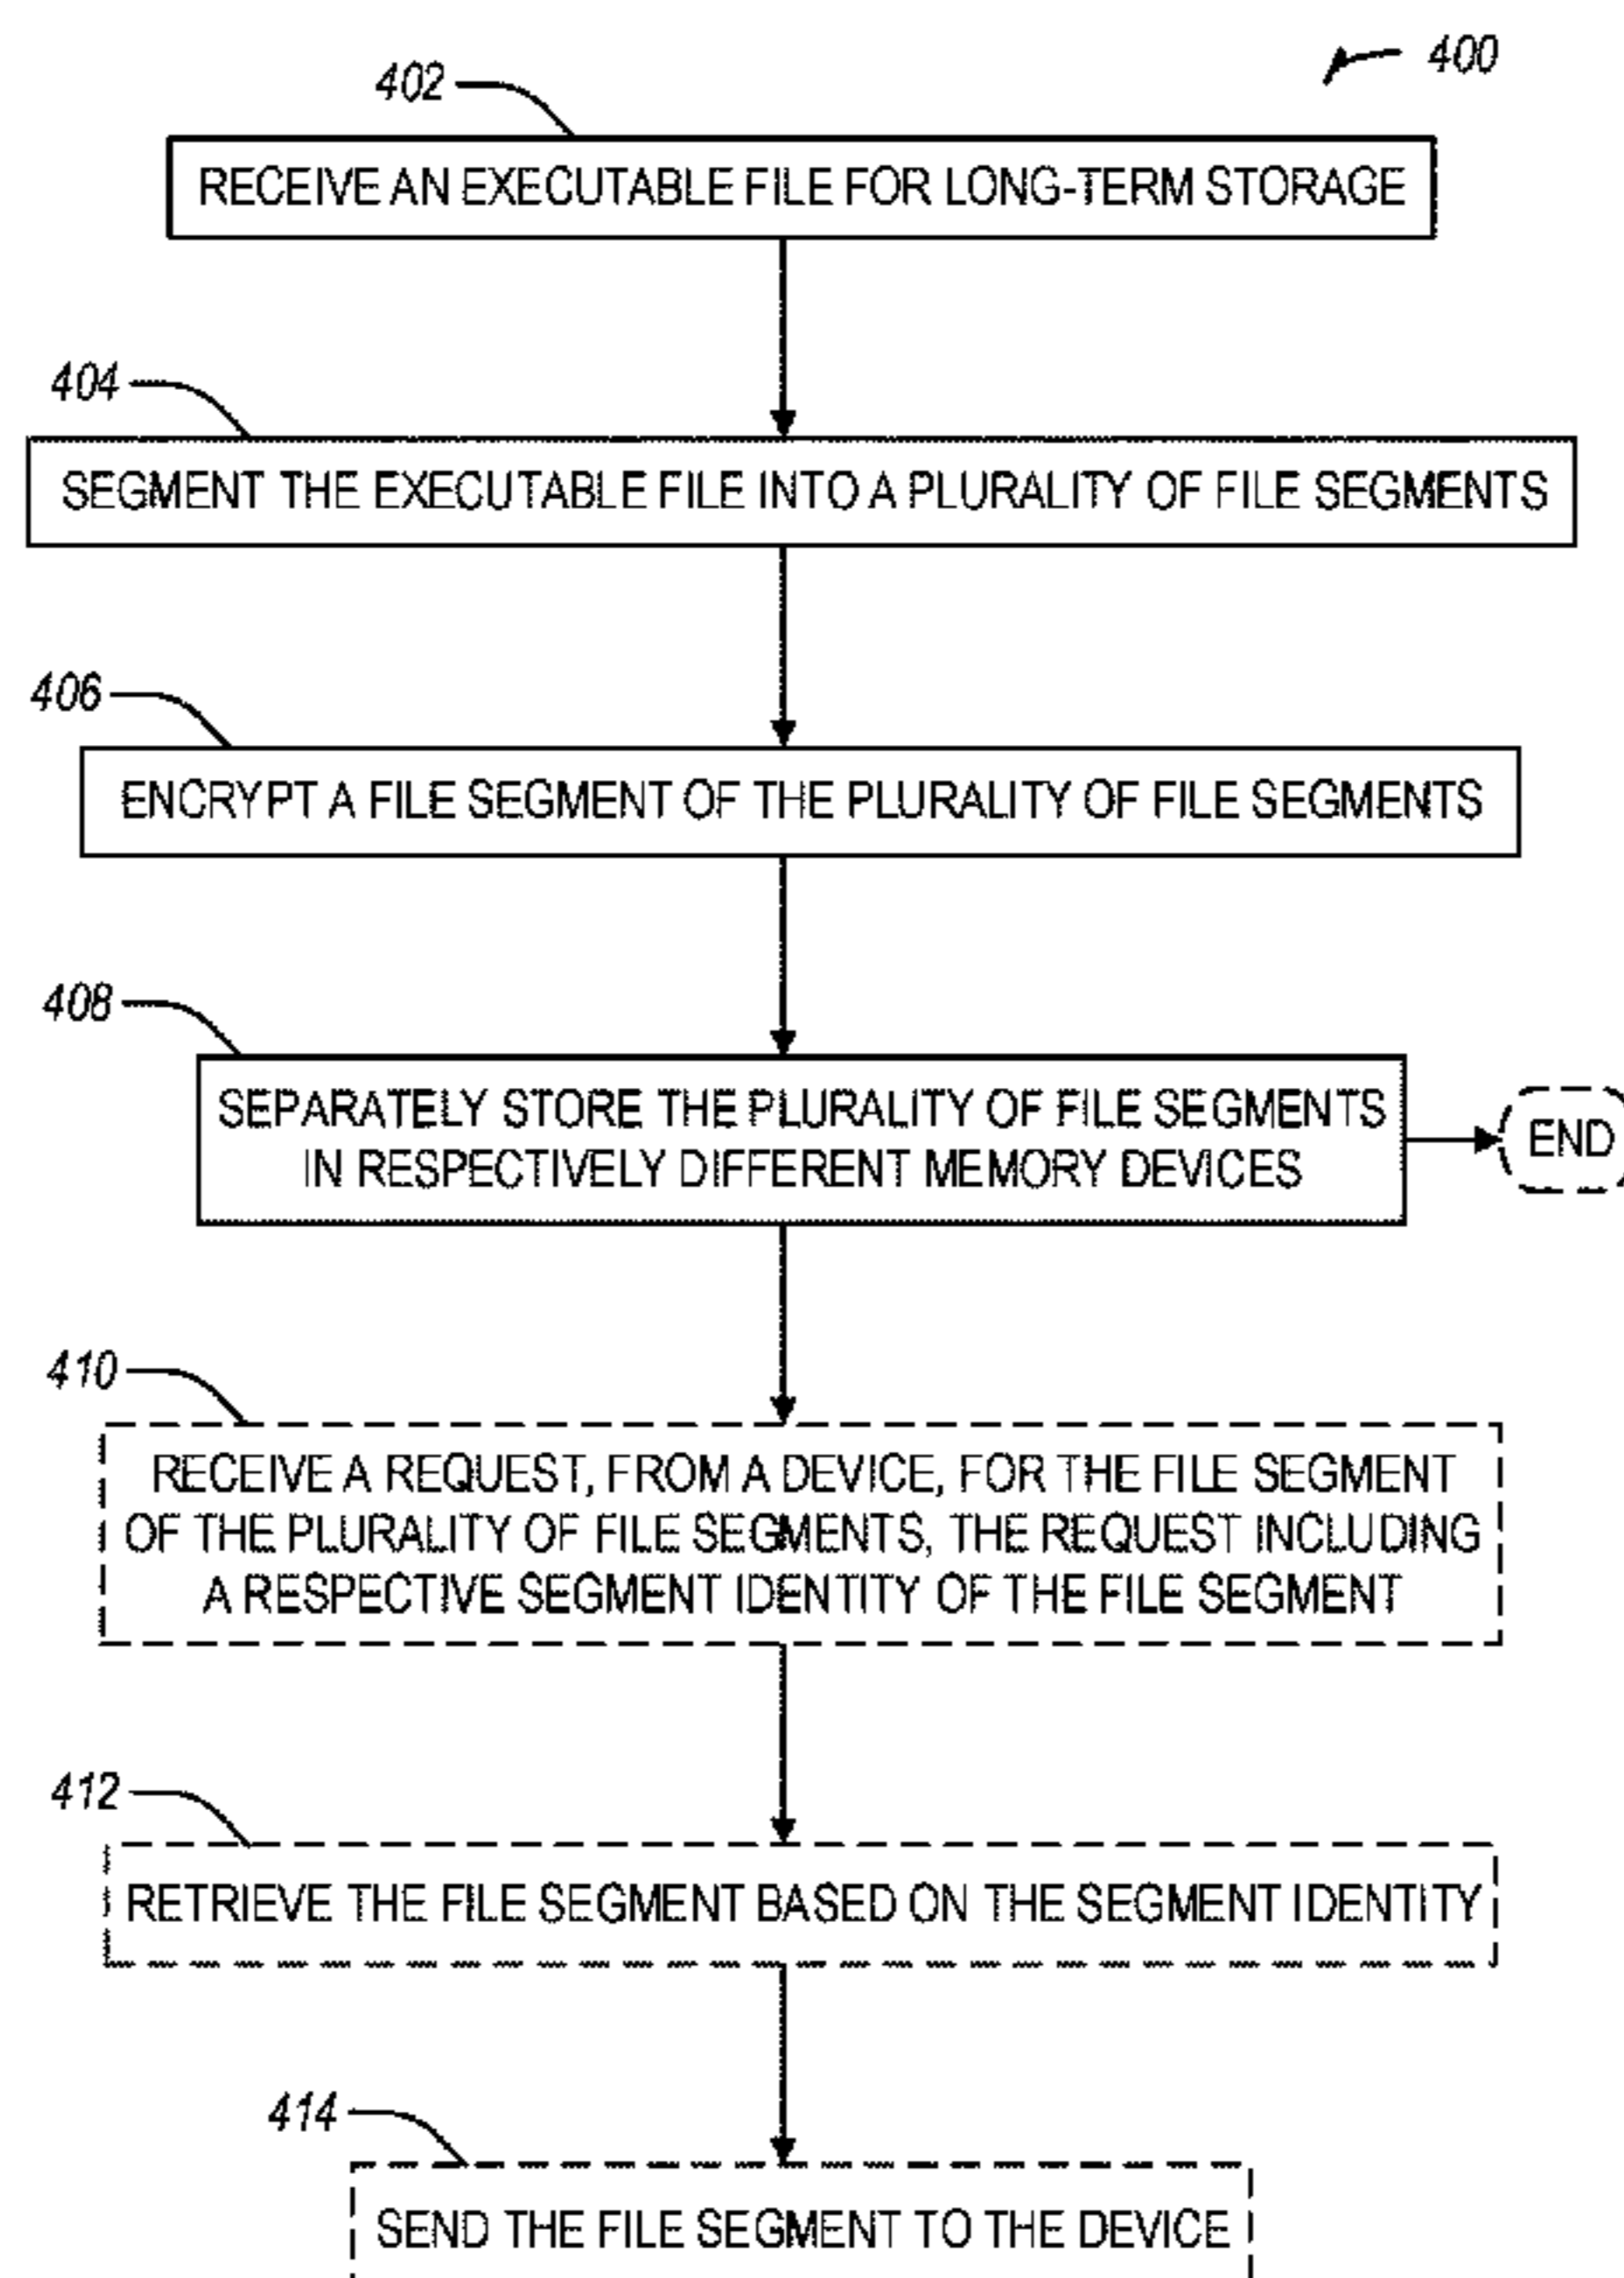 400
402
RECEIVE AN EXECUTABLE FILE FOR LONG-TERM STORAGE
404
SEGMENT THE EXECUTABLE FILE INTO A PLURALITY OF FILE SEGMENTS
406
ENCRYPT A FILE SEGMENT OF THE PLURALITY OF FILE SEGMENTS
408
SEPARATELY STORE THE PLURALITY OF FILE SEGMENTS
IN RESPECTIVELY DIFFERENT MEMORY DEVICES
END
410
RECEIVE A REQUEST, FROM A DEVICE, FOR THE FILE SEGMENT
OF THE PLURALITY OF FILE SEGMENTS, THE REQUEST INCLUDING
A RESPECTIVE SEGMENT IDENTITY OF THE FILE SEGMENT
412
RETRIEVE THE FILE SEGMENT BASED ON THE SEGMENT IDENTITY
414
SEND THE FILE SEGMENT TO THE DEVICE